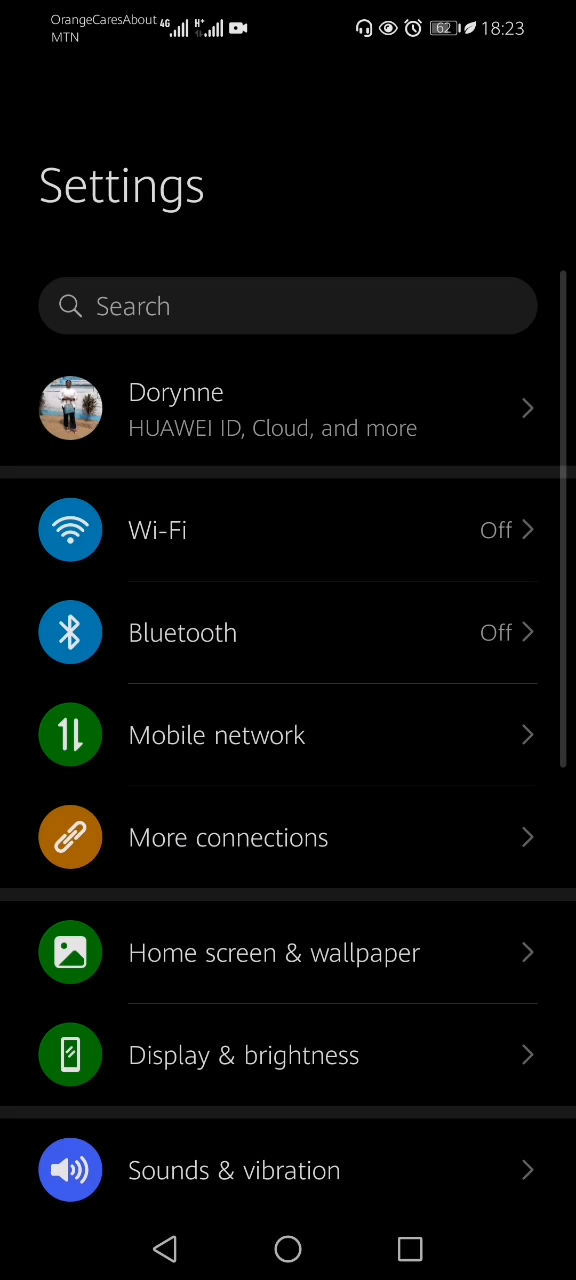 OrangeCaresAbout 4G H+ 62 18:23
MTN
Settings
Search
Dorynne
HUAWEI ID, Cloud, and more
Wi-Fi Off
Bluetooth Off
Mobile network
More connections
Home screen & wallpaper
Display & brightness
Sounds & vibration